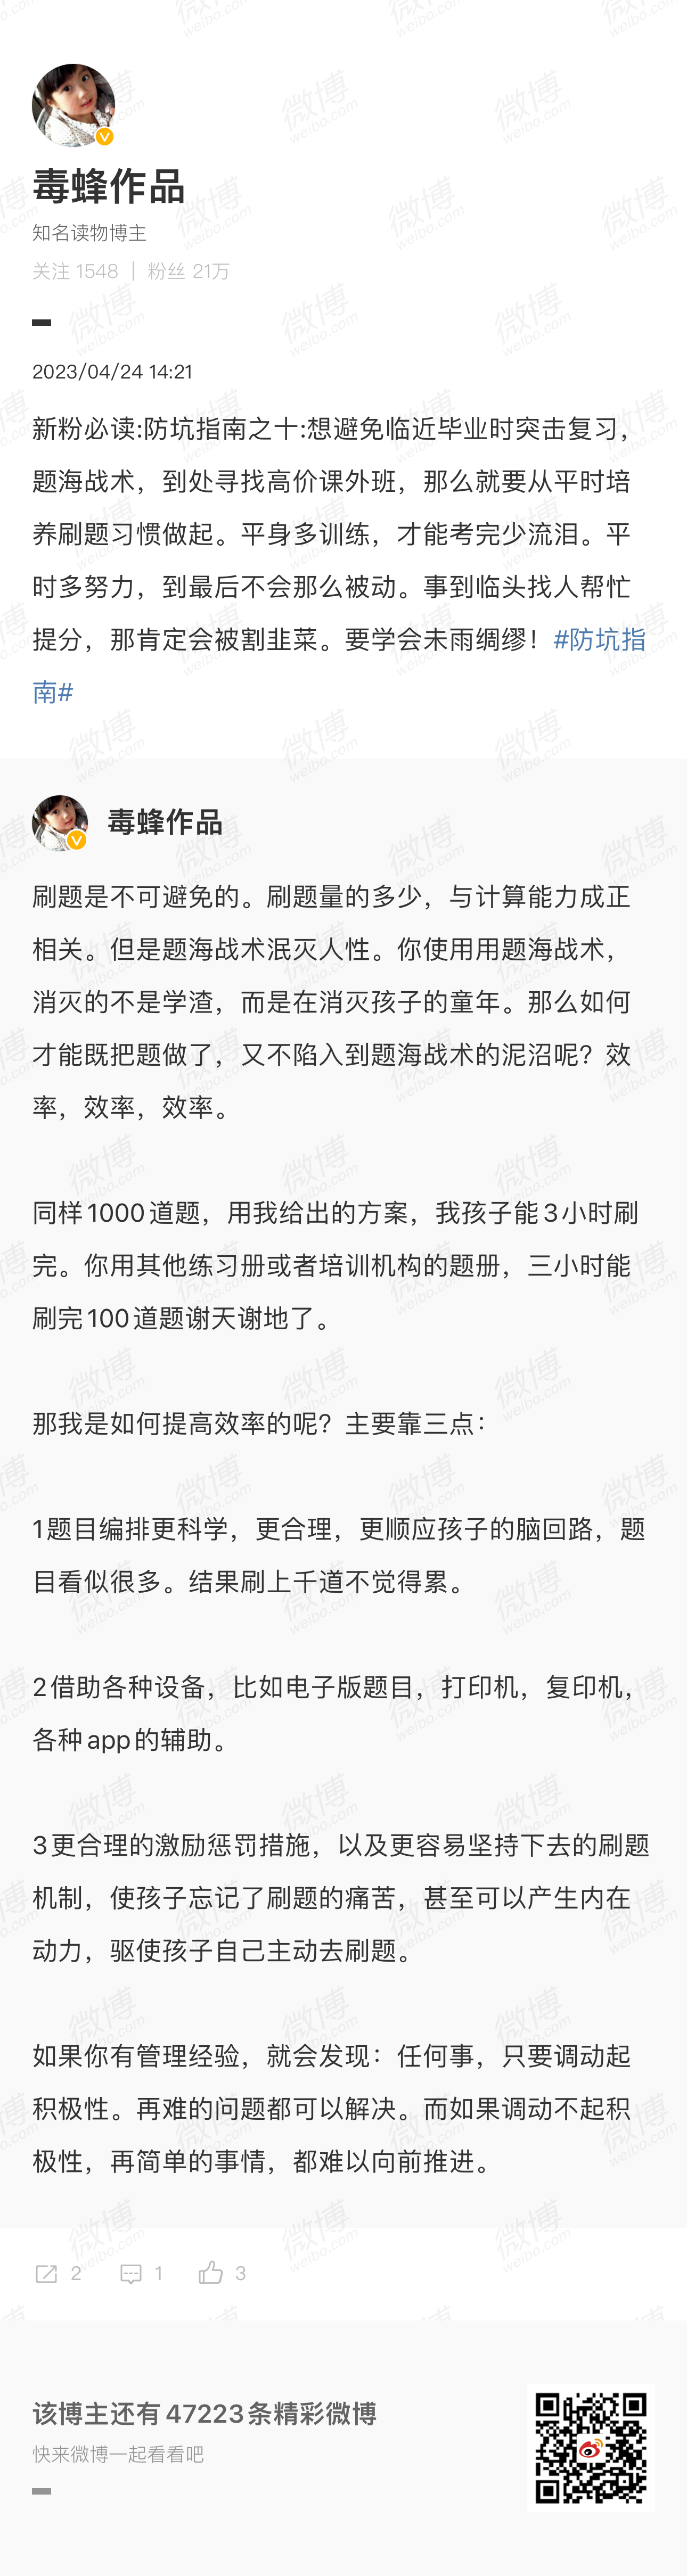 毒蜂作品
知名读物博主
关注 1548 | 粉丝 21万
2023/04/24 14:21
新粉必读:防坑指南之十:想避免临近毕业时突击复习，
题海战术，到处寻找高价课外班，那么就要从平时培
养刷题习惯做起。平身多训练，才能考完少流泪。平
时多努力，到最后不会那么被动。事到临头找人帮忙
提分，那肯定会被割韭菜。要学会未雨绸缪！#防坑指
南#
毒蜂作品
刷题是不可避免的。刷题量的多少，与计算能力成正
相关。但是题海战术泯灭人性。你使用用题海战术，
消灭的不是学渣，而是在消灭孩子的童年。那么如何
才能既把题做了，又不陷入到题海战术的泥沼呢？效
率，效率，效率。
同样1000道题，用我给出的方案，我孩子能3小时刷
完。你用其他练习册或者培训机构的题册，三小时能
刷完100道题谢天谢地了。
那我是如何提高效率的呢？主要靠三点：
1题目编排更科学，更合理，更顺应孩子的脑回路，题
目看似很多。结果刷上千道不觉得累。
2借助各种设备，比如电子版题目，打印机，复印机，
各种app的辅助。
3更合理的激励惩罚措施，以及更容易坚持下去的刷题
机制，使孩子忘记了刷题的痛苦，甚至可以产生内在
动力，驱使孩子自己主动去刷题。
如果你有管理经验，就会发现：任何事，只要调动起
积极性。再难的问题都可以解决。而如果调动不起积
极性，再简单的事情，都难以向前推进。
2 1 3
该博主还有47223条精彩微博
快来微博一起看看吧
微博
weibo.com